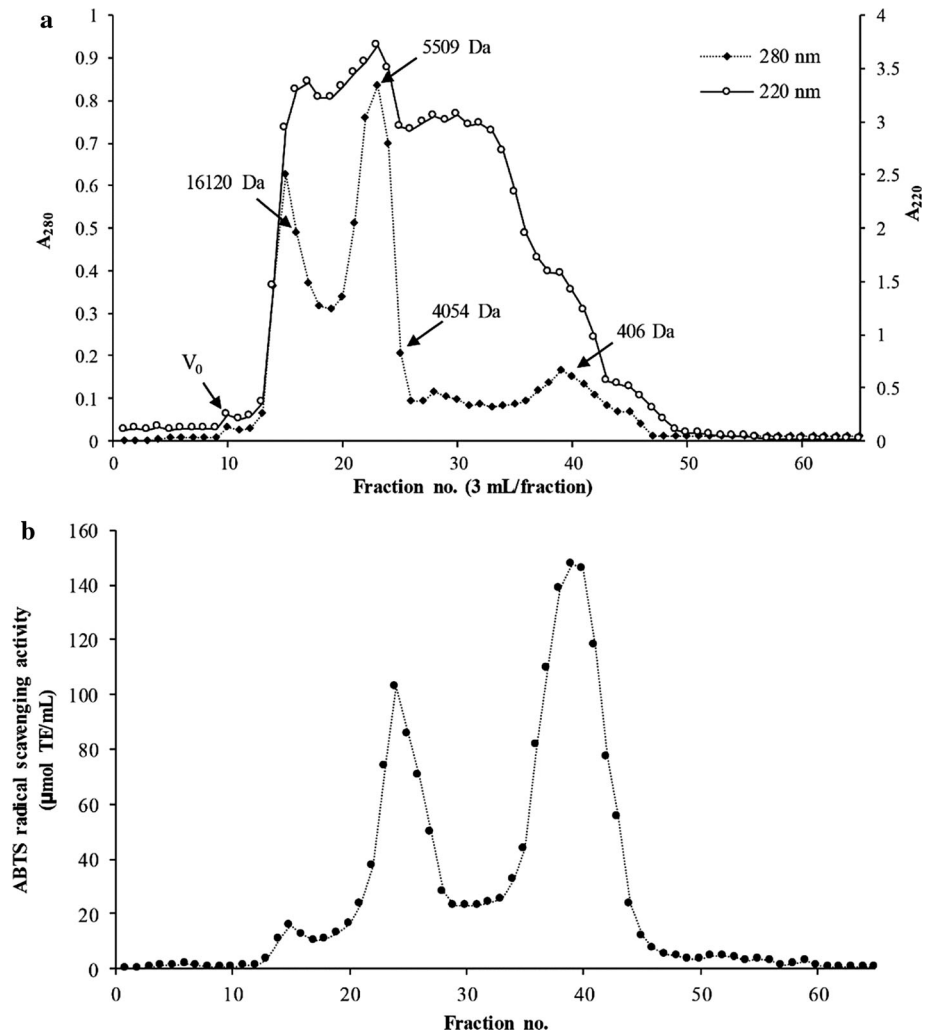 a
1
0.9
0.8
0.7
0.6
0.5
0.4
0.3
0.2
0.1
0
A280
4
3.5
3
2.5
2
1.5
1
0.5
0
A220
5509 Da
280 nm
220 nm
16120 Da
4054 Da
406 Da
V0
0 10 20 30 40 50 60
Fraction no. (3 mL/fraction)
b
160
140
120
100
80
60
40
20
0
ABTS radical scavenging activity
(µmol TE/mL)
0 10 20 30 40 50 60
Fraction no.